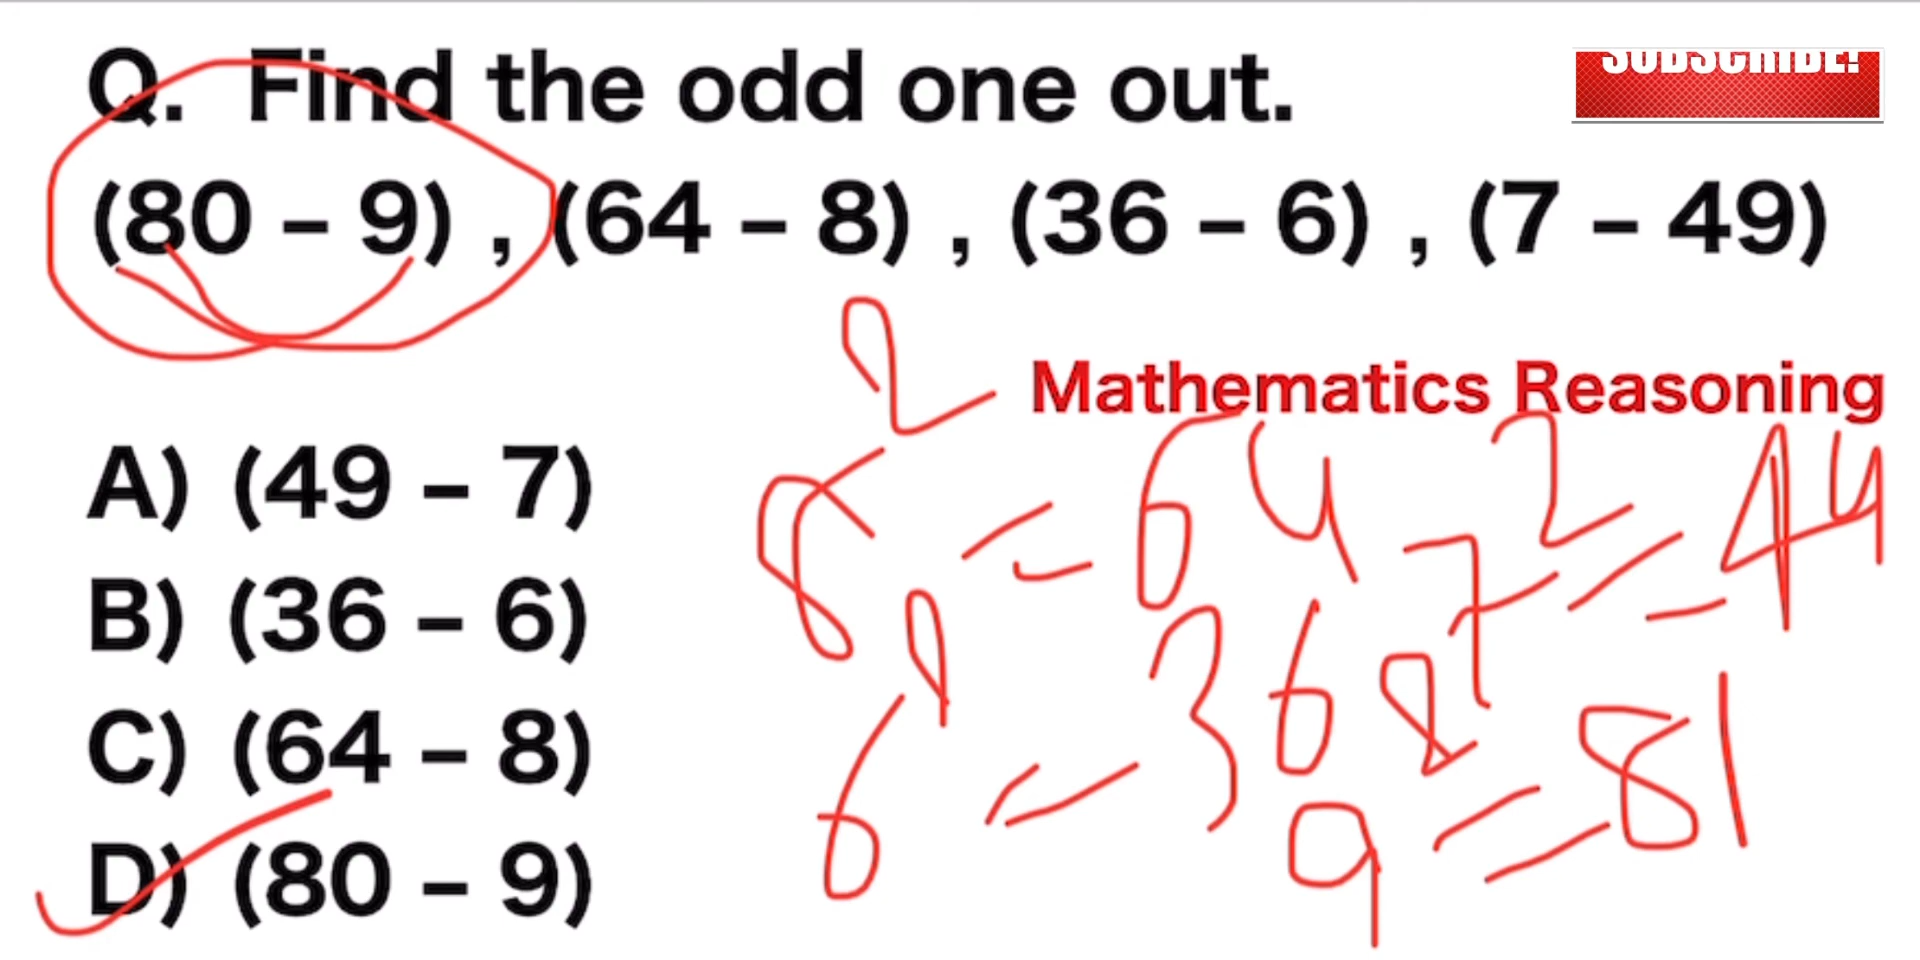 SUBSCRIBE!
Q. Find the odd one out.
(80 – 9) , (64 – 8) , (36 – 6) , (7 – 49)
Mathematics Reasoning
A) (49 – 7)
B) (36 – 6)
C) (64 – 8)
D) (80 – 9)
8² = 64
7² = 49
6² = 36
9² = 81